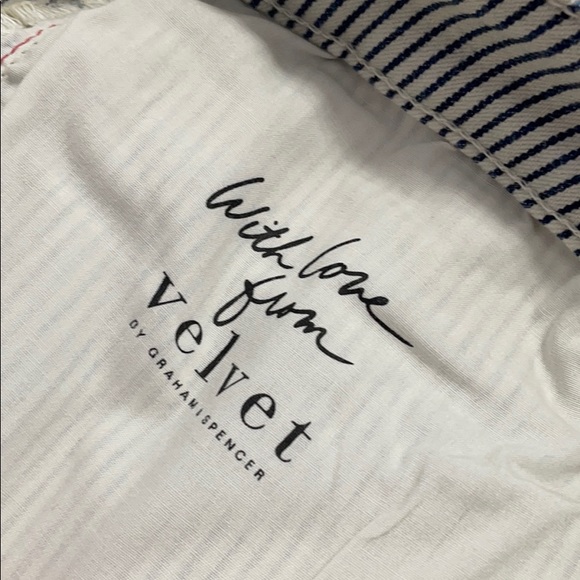 With love
from
velvet
BY GRAHAM & SPENCER